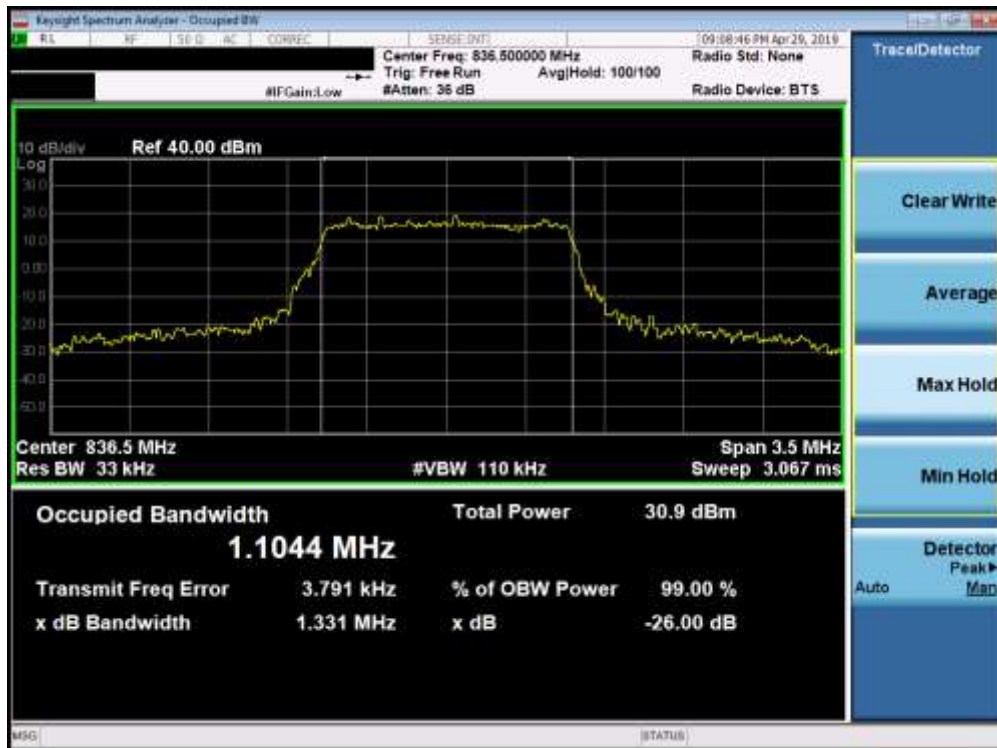 Keysight Spectrum Analyzer - Occupied BW
RL RF 50 Ω AC CORREC SENSE:INT 09:08:46 PM Apr 29, 2019
Center Freq: 836.500000 MHz Radio Std: None
Trig: Free Run Avg|Hold: 100/100
#IFGain:Low #Atten: 36 dB Radio Device: BTS
Trace/Detector
10 dB/div Ref 40.00 dBm
Log
30.0
20.0
10.0
0.00
-10.0
-20.0
-30.0
-40.0
-50.0
Center 836.5 MHz Span 3.5 MHz
Res BW 33 kHz #VBW 110 kHz Sweep 3.067 ms
Clear Write
Average
Max Hold
Min Hold
Detector
Peak▶
Auto Man
Occupied Bandwidth Total Power 30.9 dBm
1.1044 MHz
Transmit Freq Error 3.791 kHz % of OBW Power 99.00 %
x dB Bandwidth 1.331 MHz x dB -26.00 dB
MSG STATUS